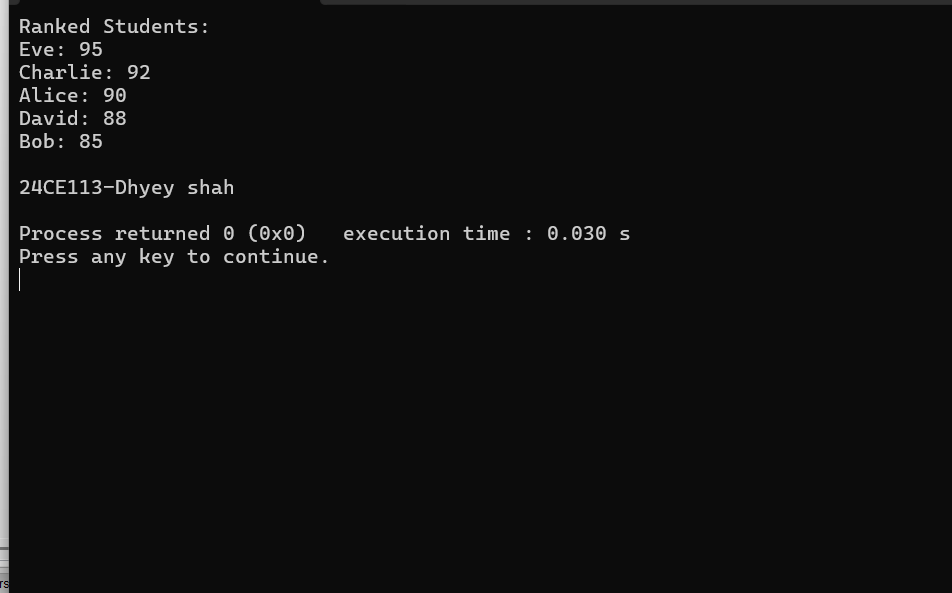 Ranked Students:
Eve: 95
Charlie: 92
Alice: 90
David: 88
Bob: 85
24CE113-Dhyey shah
Process returned 0 (0x0)   execution time : 0.030 s
Press any key to continue.
rs